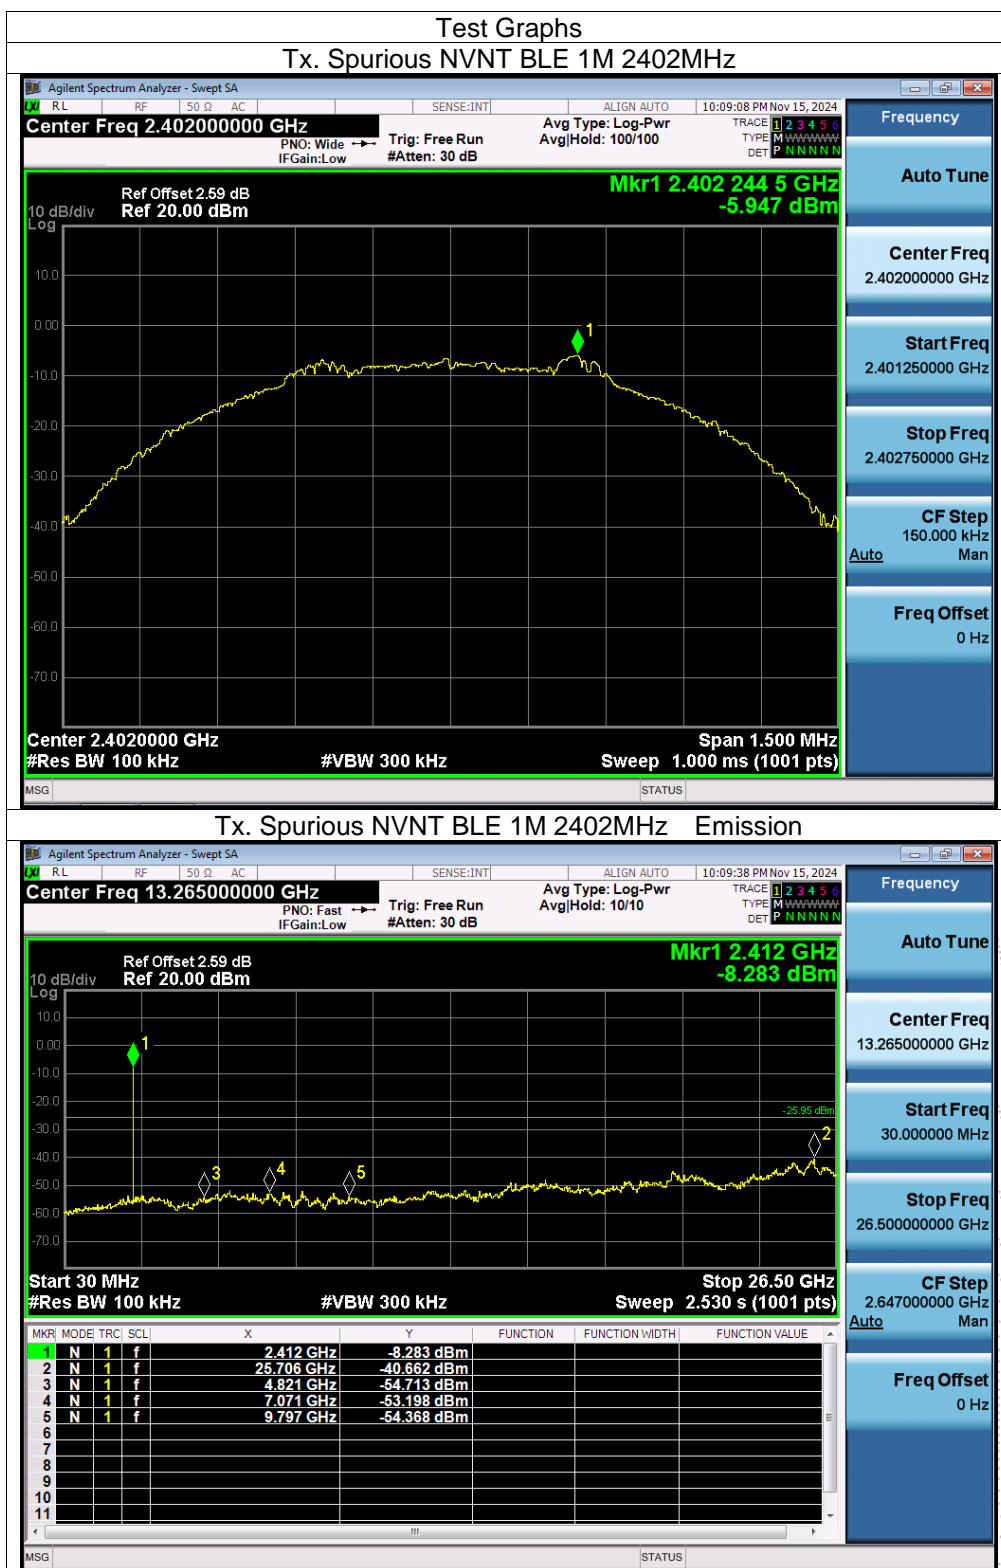 Test Graphs
Tx. Spurious NVNT BLE 1M 2402MHz
Agilent Spectrum Analyzer - Swept SA
LXI RL RF 50 Ω AC SENSE:INT ALIGN AUTO 10:09:08 PM Nov 15, 2024
Center Freq 2.402000000 GHz
PNO: Wide
IFGain:Low
Trig: Free Run
#Atten: 30 dB
Avg Type: Log-Pwr
Avg|Hold: 100/100
TRACE 1 2 3 4 5 6
TYPE M WWWWW
DET P N N N N N
Ref Offset 2.59 dB
10 dB/div Ref 20.00 dBm
Log
Mkr1 2.402 244 5 GHz
-5.947 dBm
10.0
0.00
1
-10.0
-20.0
-30.0
-40.0
-50.0
-60.0
-70.0
Center 2.4020000 GHz Span 1.500 MHz
#Res BW 100 kHz #VBW 300 kHz Sweep 1.000 ms (1001 pts)
MSG STATUS
Frequency
Auto Tune
Center Freq
2.402000000 GHz
Start Freq
2.401250000 GHz
Stop Freq
2.402750000 GHz
CF Step
150.000 kHz
Auto Man
Freq Offset
0 Hz
Tx. Spurious NVNT BLE 1M 2402MHz Emission
Agilent Spectrum Analyzer - Swept SA
LXI RL RF 50 Ω AC SENSE:INT ALIGN AUTO 10:09:38 PM Nov 15, 2024
Center Freq 13.265000000 GHz
PNO: Fast
IFGain:Low
Trig: Free Run
#Atten: 30 dB
Avg Type: Log-Pwr
Avg|Hold: 10/10
TRACE 1 2 3 4 5 6
TYPE M WWWWW
DET P N N N N N
Ref Offset 2.59 dB
10 dB/div Ref 20.00 dBm
Log
Mkr1 2.412 GHz
-8.283 dBm
10.0
0.00
1
-10.0
-20.0
-25.95 dBm
-30.0
2
-40.0
3 4 5
-50.0
-60.0
-70.0
Start 30 MHz Stop 26.50 GHz
#Res BW 100 kHz #VBW 300 kHz Sweep 2.530 s (1001 pts)
MKR MODE TRC SCL X Y FUNCTION FUNCTION WIDTH FUNCTION VALUE
1 N 1 f 2.412 GHz -8.283 dBm
2 N 1 f 25.706 GHz -40.662 dBm
3 N 1 f 4.821 GHz -54.713 dBm
4 N 1 f 7.071 GHz -53.198 dBm
5 N 1 f 9.797 GHz -54.368 dBm
6
7
8
9
10
11
MSG STATUS
Frequency
Auto Tune
Center Freq
13.265000000 GHz
Start Freq
30.000000 MHz
Stop Freq
26.500000000 GHz
CF Step
2.647000000 GHz
Auto Man
Freq Offset
0 Hz